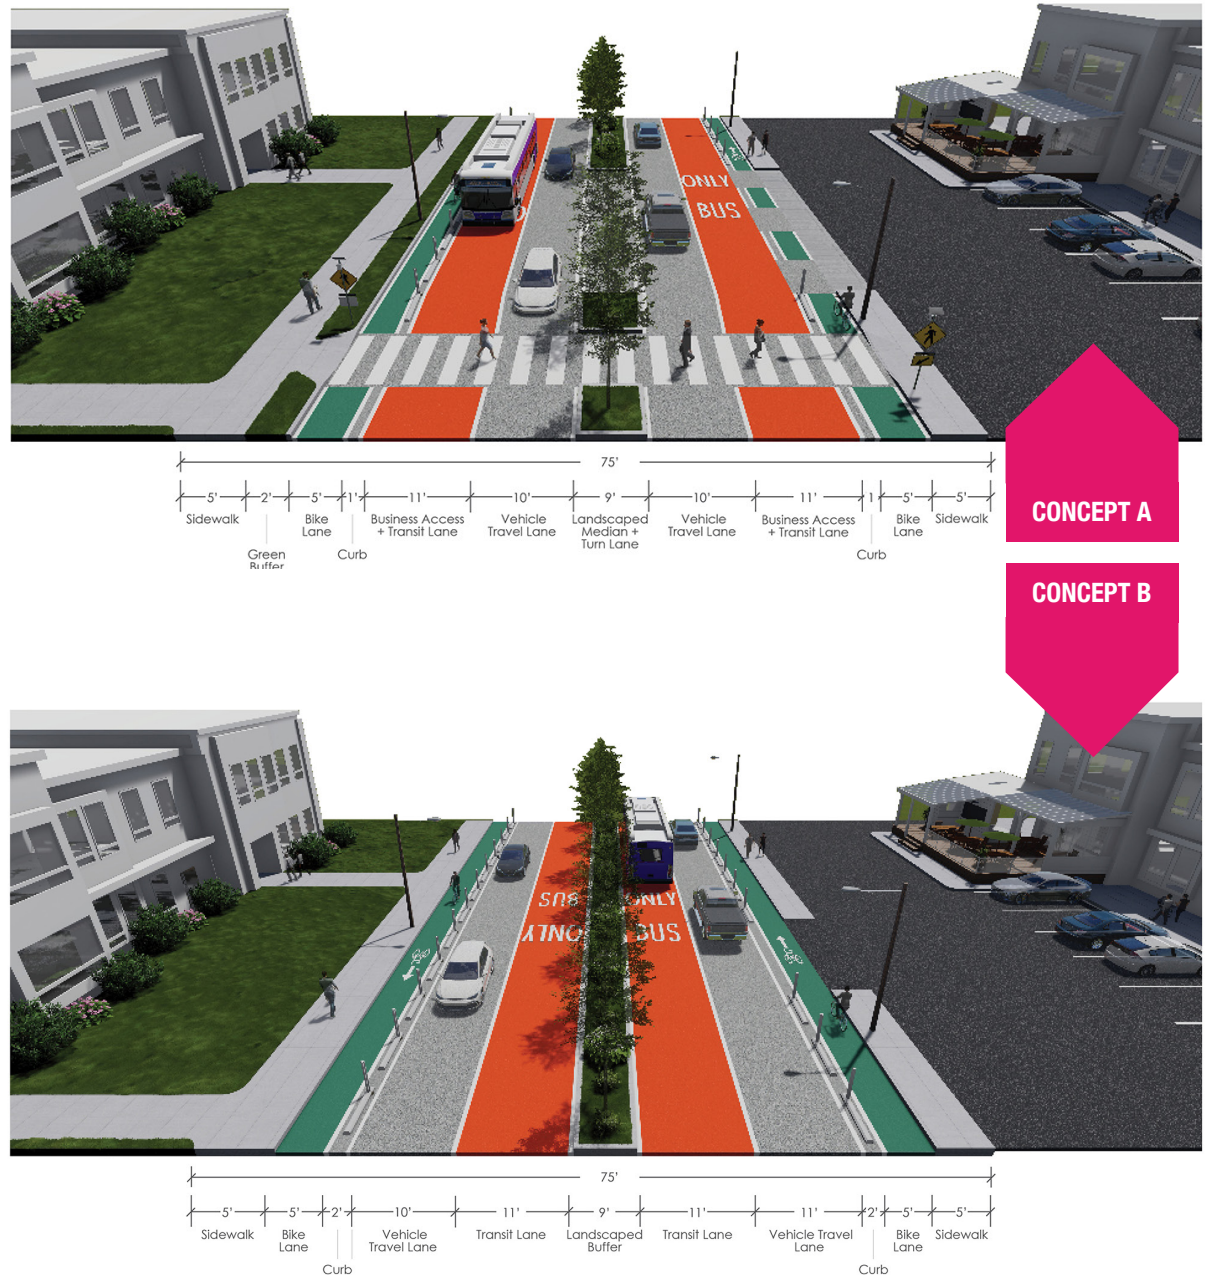 ONLY
BUS
75'
5'
2'
5'
1'
11'
10'
9'
10'
11'
1
5'
5'
Sidewalk
Bike
Lane
Business Access
+ Transit Lane
Vehicle
Travel Lane
Landscaped
Median +
Turn Lane
Vehicle
Travel Lane
Business Access
+ Transit Lane
Bike
Lane
Sidewalk
Green
Buffer
Curb
Curb
CONCEPT A
CONCEPT B
BUS
ONLY
ONLY
BUS
75'
5'
5'
2'
10'
11'
9'
11'
11'
2'
5'
5'
Sidewalk
Bike
Lane
Vehicle
Travel Lane
Transit Lane
Landscaped
Buffer
Transit Lane
Vehicle Travel
Lane
Bike
Lane
Sidewalk
Curb
Curb